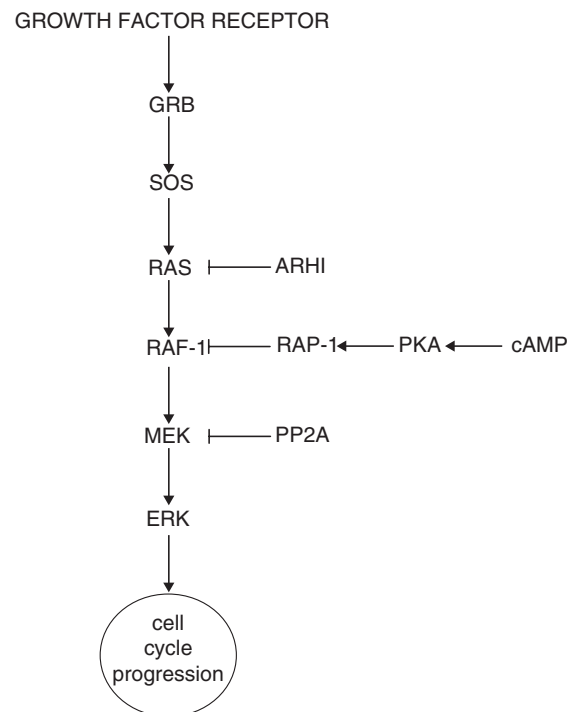 GROWTH FACTOR RECEPTOR
GRB
SOS
RAS ARHI
RAF-1 RAP-1 PKA cAMP
MEK PP2A
ERK
cell
cycle
progression